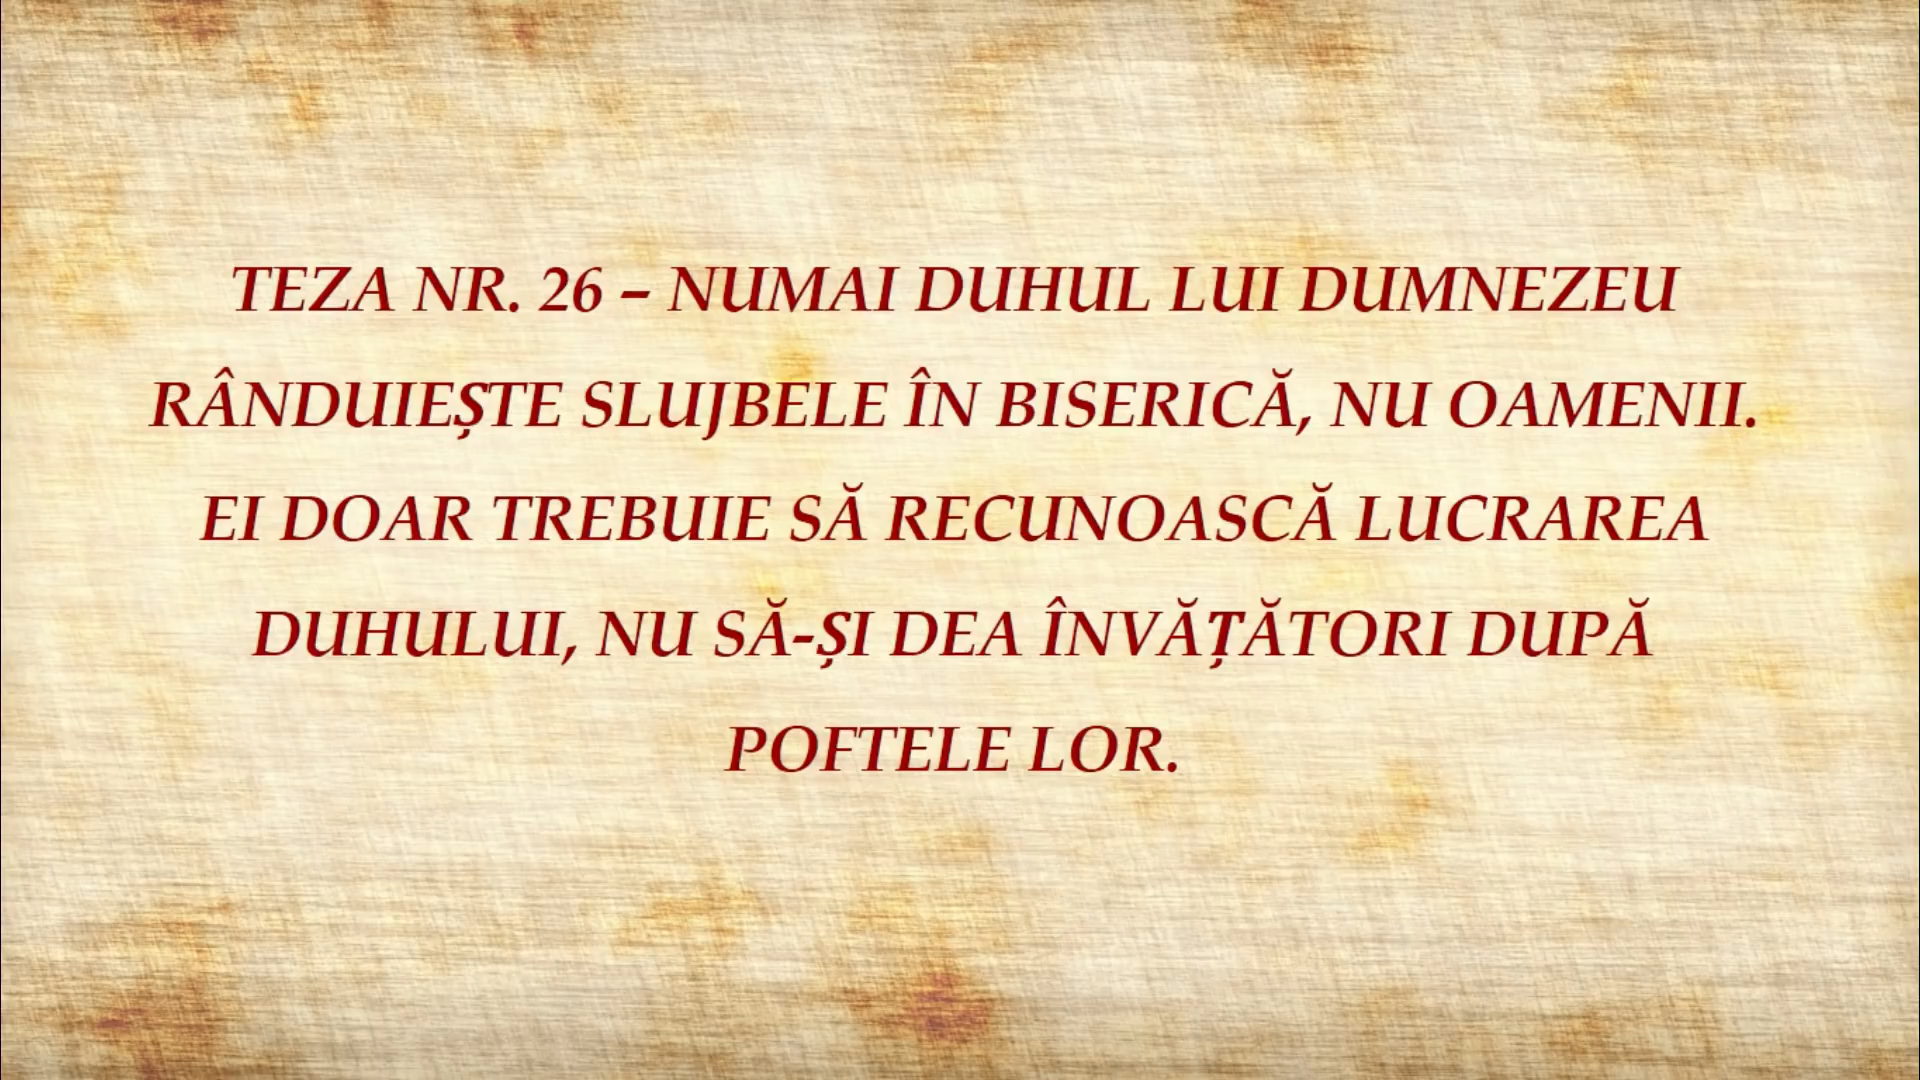 TEZA NR. 26 – NUMAI DUHUL LUI DUMNEZEU
RÂNDUIEȘTE SLUJBELE ÎN BISERICĂ, NU OAMENII.
EI DOAR TREBUIE SĂ RECUNOASCĂ LUCRAREA
DUHULUI, NU SĂ-ȘI DEA ÎNVĂȚĂTORI DUPĂ
POFTELE LOR.